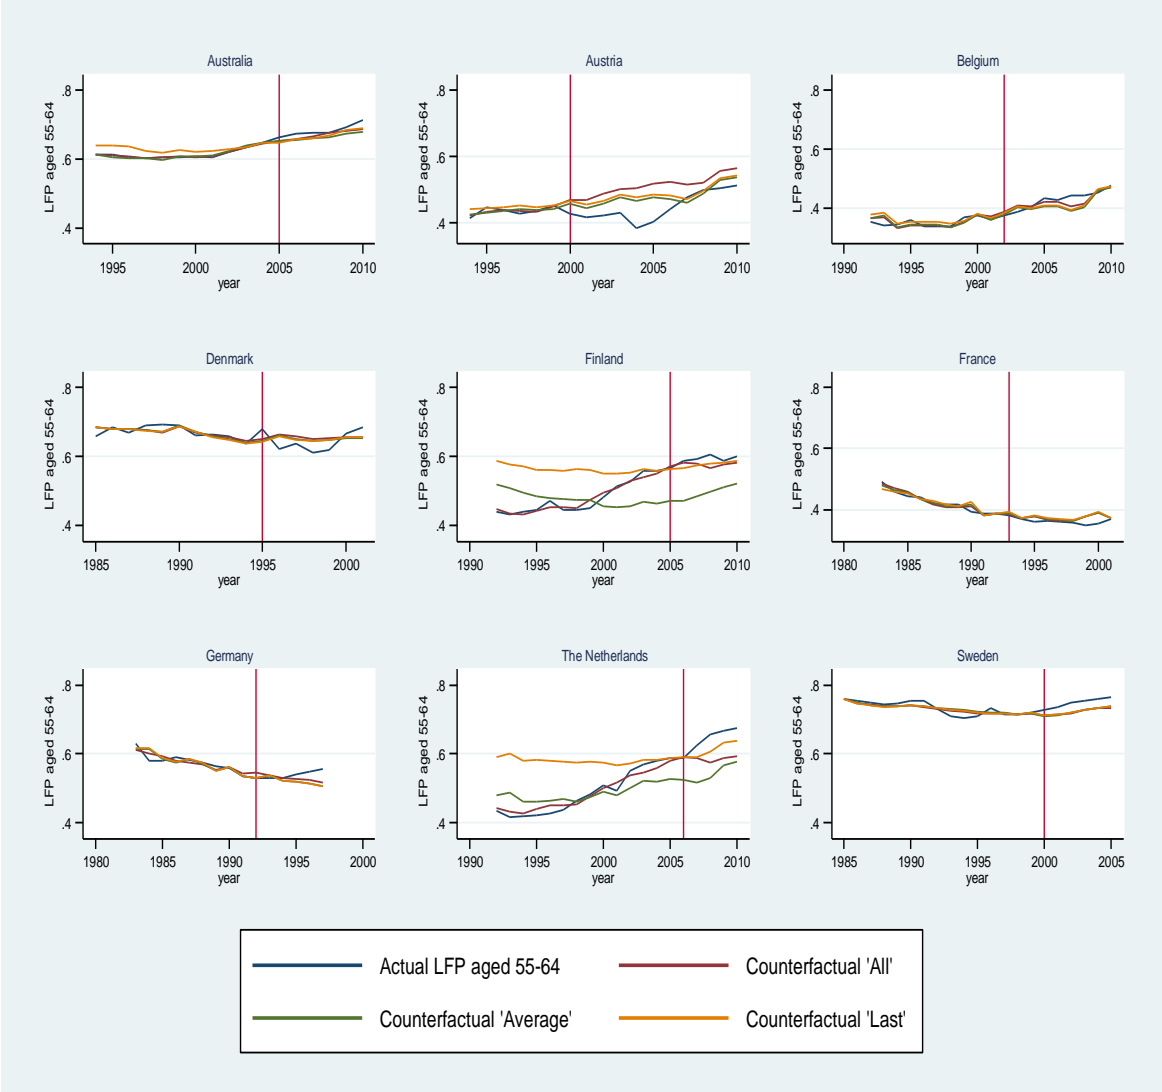 Australia
Austria
Belgium
LFP aged 55-64
.8
.6
.4
1995
2000
2005
2010
year
LFP aged 55-64
.8
.6
.4
1995
2000
2005
2010
year
LFP aged 55-64
.8
.6
.4
1990
1995
2000
2005
2010
year
Denmark
Finland
France
LFP aged 55-64
.8
.6
.4
1985
1990
1995
2000
year
LFP aged 55-64
.8
.6
.4
1990
1995
2000
2005
2010
year
LFP aged 55-64
.8
.6
.4
1980
1985
1990
1995
2000
year
Germany
The Netherlands
Sweden
LFP aged 55-64
.8
.6
.4
1980
1985
1990
1995
2000
year
LFP aged 55-64
.8
.6
.4
1990
1995
2000
2005
2010
year
LFP aged 55-64
.8
.6
.4
1985
1990
1995
2000
2005
year
Actual LFP aged 55-64
Counterfactual 'All'
Counterfactual 'Average'
Counterfactual 'Last'